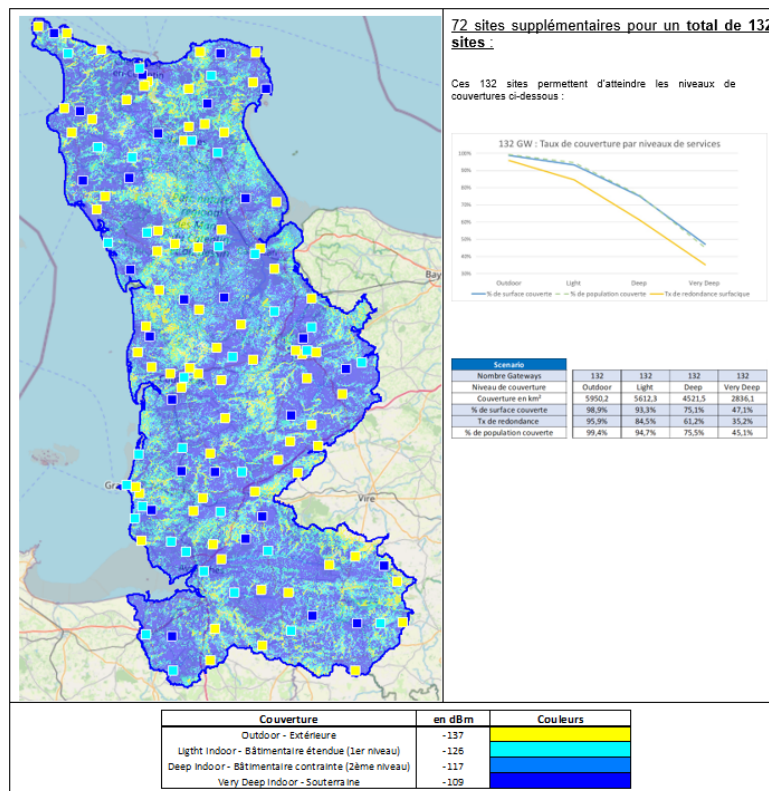 72 sites supplémentaires pour un total de 132
sites :
Ces 132 sites permettent d'atteindre les niveaux de
couvertures ci-dessous :
132 GW : Taux de couverture par niveaux de services
100%
90%
80%
70%
60%
50%
40%
30%
Outdoor Light Deep Very Deep
% de surface couverte % de population couverte Tx de redondance surfacique
Scenario
Nombre Gateways 132 132 132 132
Niveau de couverture Outdoor Light Deep Very Deep
Couverture en km² 5950,2 5612,3 4521,5 2836,1
% de surface couverte 98,9% 93,3% 75,1% 47,1%
Tx de redondance 95,9% 84,5% 61,2% 35,2%
% de population couverte 99,4% 94,7% 75,5% 45,1%
Bay
Vire
Couverture en dBm Couleurs
Outdoor - Extérieure -137
Ligtht Indoor - Bâtimentaire étendue (1er niveau) -126
Deep Indoor - Bâtimentaire contrainte (2ème niveau) -117
Very Deep Indoor - Souterraine -109